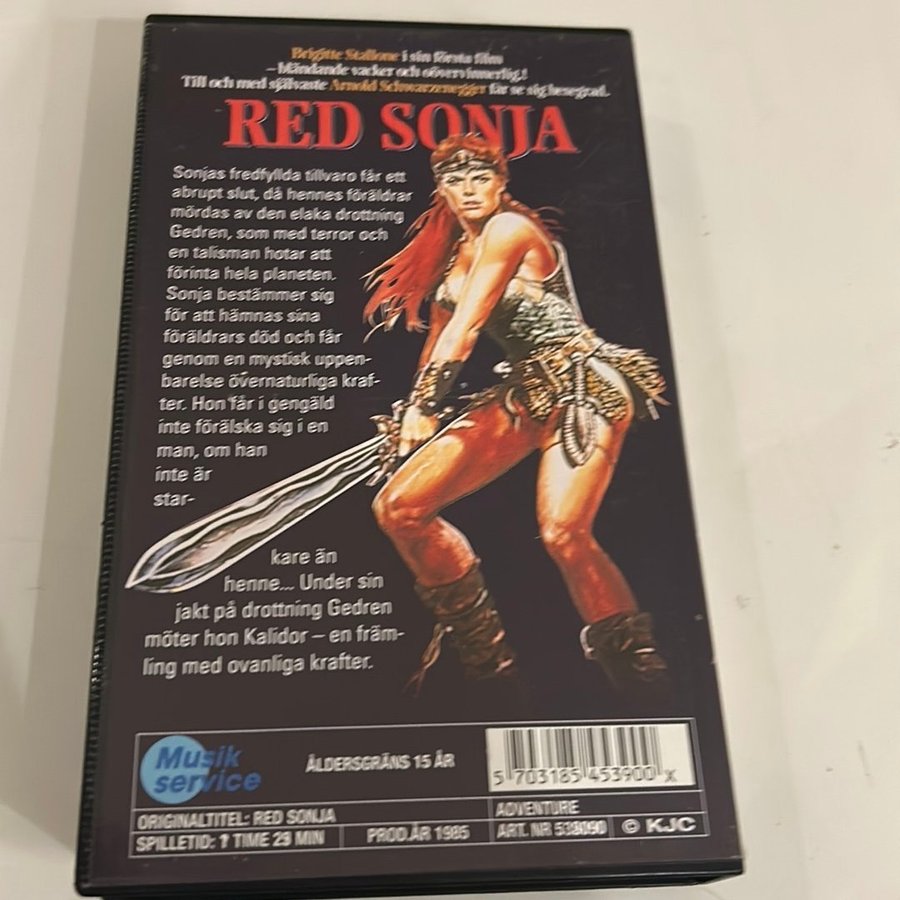 Brigitte Stallone i sin första film
– bländande vacker och oövervinnerlig!
Till och med självaste Arnold Schwarzenegger får se sig besegrad.
RED SONJA
Sonjas fredfyllda tillvaro får ett
abrupt slut, då hennes föräldrar
mördas av den elaka drottning
Gedren, som med terror och
en talisman hotar att
förinta hela planeten.
Sonja bestämmer sig
för att hämnas sina
föräldrars död och får
genom en mystisk uppen-
barelse övernaturliga kraf-
ter. Hon får i gengäld
inte förälska sig i en
man, om han
inte är
star-
kare än
henne... Under sin
jakt på drottning Gedren
möter hon Kalidor – en främ-
ling med ovanliga krafter.
Musik
service
ÅLDERSGRÄNS 15 ÅR
5 703185 453900 X
ORIGINALTITEL: RED SONJA
ADVENTURE
SPILLETID: 1 TIME 29 MIN
PROD.ÅR 1985
ART. NR 538090
© KJC